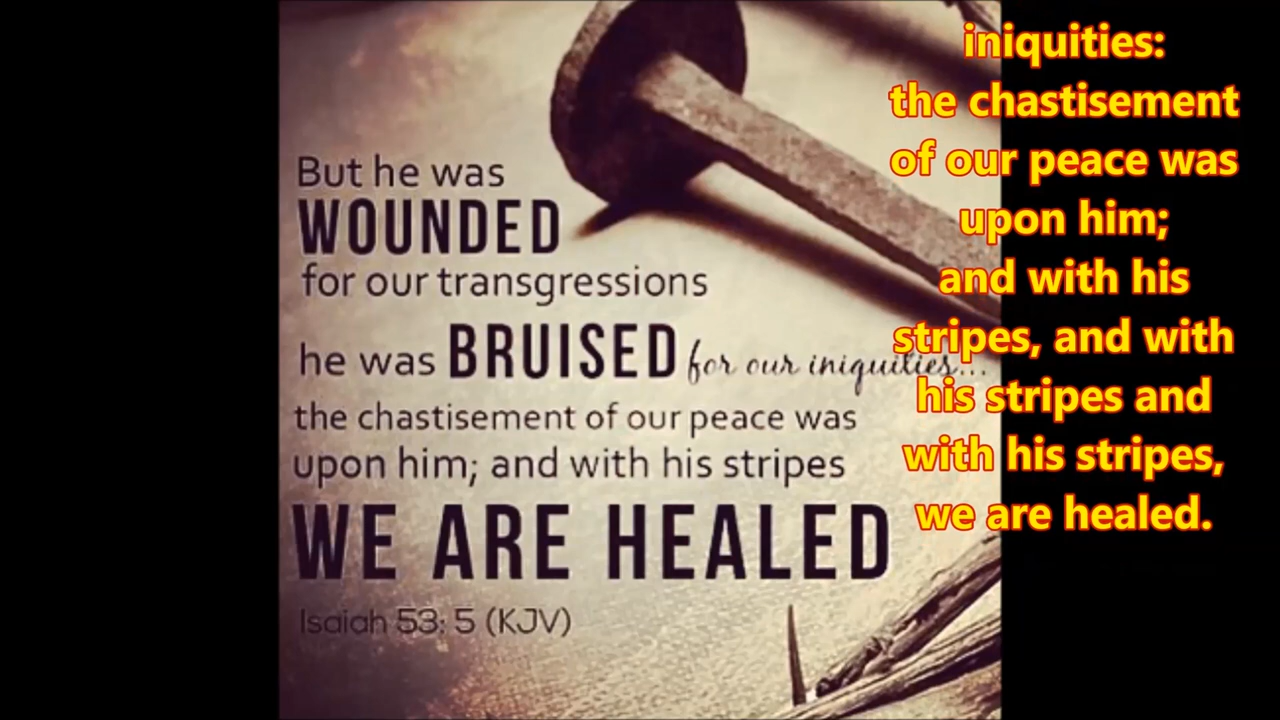 But he was
WOUNDED
for our transgressions
he was BRUISED for our iniquities...
the chastisement of our peace was
upon him; and with his stripes
WE ARE HEALED
Isaiah 53: 5 (KJV)
iniquities:
the chastisement
of our peace was
upon him;
and with his
stripes, and with
his stripes and
with his stripes,
we are healed.